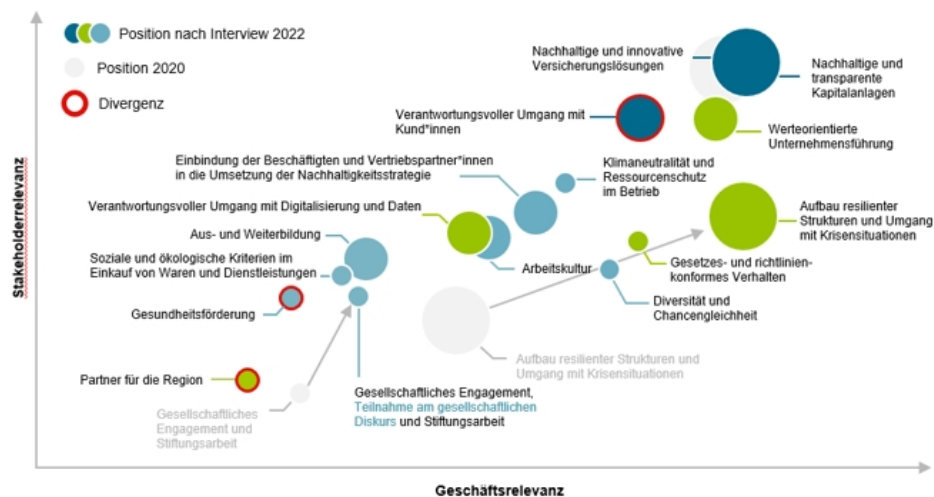 Position nach Interview 2022
Position 2020
Divergenz
Nachhaltige und innovative
Versicherungslösungen
Nachhaltige und
transparente
Kapitalanlagen
Verantwortungsvoller Umgang mit
Kund*innen
Werteorientierte
Unternehmensführung
Einbindung der Beschäftigten und Vertriebspartner*innen
in die Umsetzung der Nachhaltigkeitsstrategie
Klimaneutralität und
Ressourcenschutz
im Betrieb
Verantwortungsvoller Umgang mit Digitalisierung und Daten
Aufbau resilienter
Strukturen und Umgang
mit Krisensituationen
Aus- und Weiterbildung
Soziale und ökologische Kriterien im
Einkauf von Waren und Dienstleistungen
Arbeitskultur
Gesetzes- und richtlinien-
konformes Verhalten
Gesundheitsförderung
Diversität und
Chancengleichheit
Aufbau resilienter Strukturen und
Umgang mit Krisensituationen
Partner für die Region
Gesellschaftliches
Engagement und
Stiftungsarbeit
Gesellschaftliches Engagement,
Teilnahme am gesellschaftlichen
Diskurs und Stiftungsarbeit
Stakeholderrelevanz
Geschäftsrelevanz